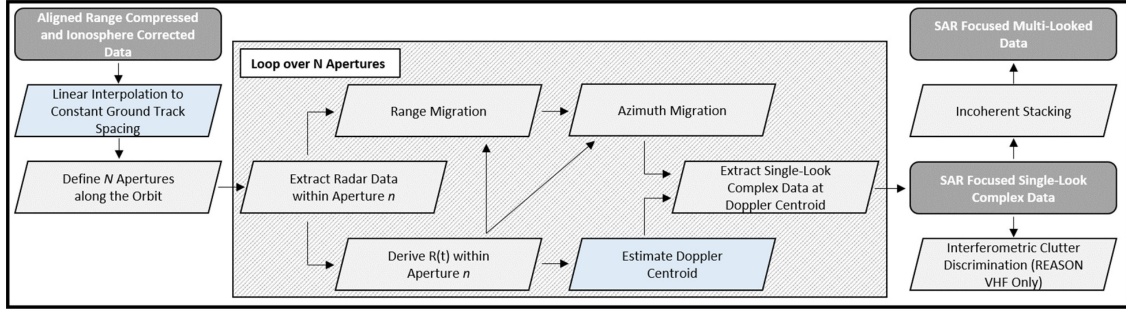 Aligned Range Compressed
and Ionosphere Corrected
Data
Linear Interpolation to
Constant Ground Track
Spacing
Define N Apertures
along the Orbit
Loop over N Apertures
Extract Radar Data
within Aperture n
Range Migration
Azimuth Migration
Derive R(t) within
Aperture n
Estimate Doppler
Centroid
Extract Single-Look
Complex Data at
Doppler Centroid
SAR Focused Multi-Looked
Data
Incoherent Stacking
SAR Focused Single-Look
Complex Data
Interferometric Clutter
Discrimination (REASON
VHF Only)